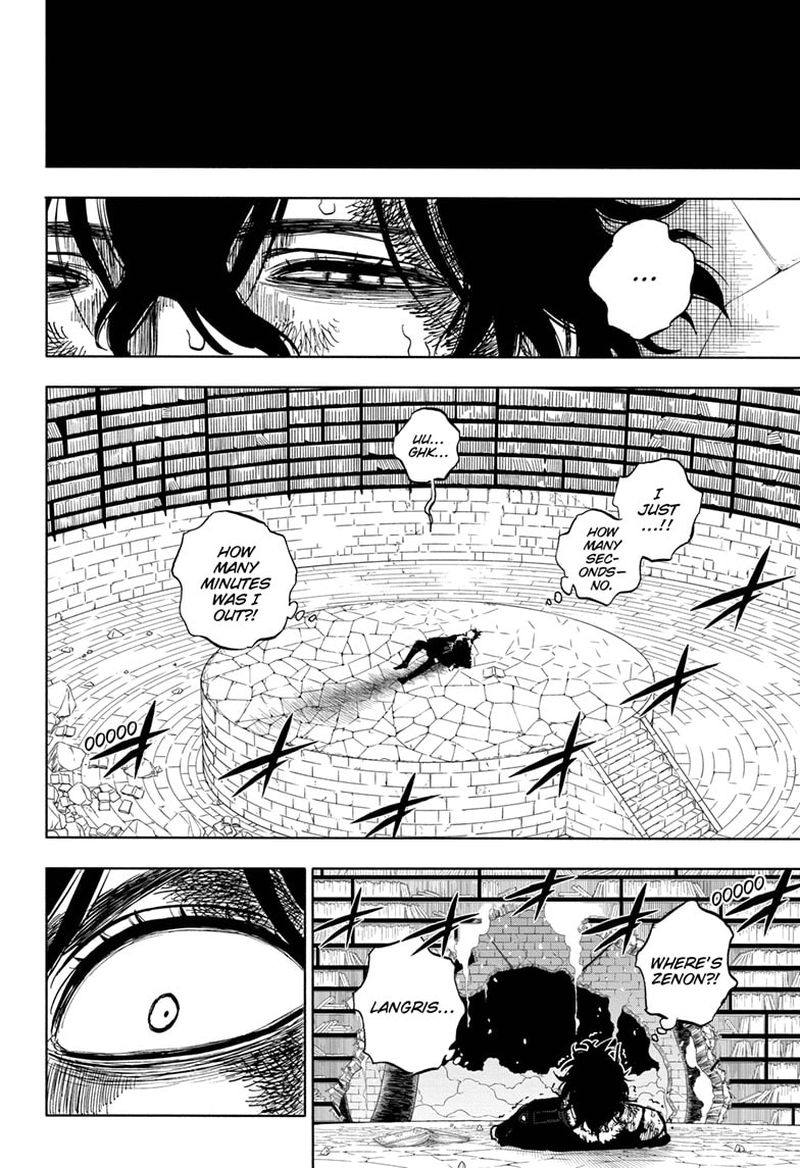 ...
UU...
GHK...
I
JUST
...!!
HOW
MANY
SEC-
ONDS—
NO.
HOW
MANY
MINUTES
WAS I
OUT?!
OOOOO
OOOOO
WHERE'S
ZENON?!
LANGRIS...